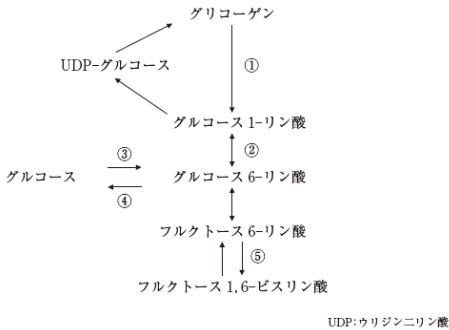 グリコーゲン
①
UDP-グルコース
グルコース 1-リン酸
②
③
グルコース
グルコース 6-リン酸
④
フルクトース 6-リン酸
⑤
フルクトース 1,6-ビスリン酸
UDP：ウリジン二リン酸